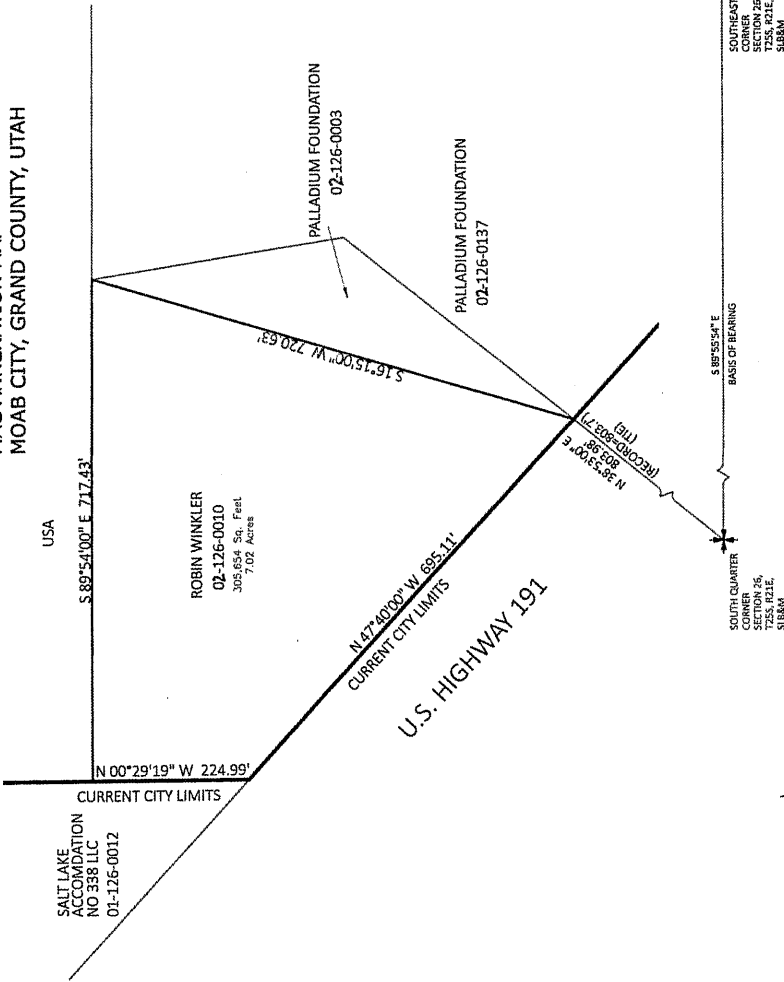 MOAB CITY, GRAND COUNTY, UTAH
USA
S 89°54'00" E 717.43'
PALLADIUM FOUNDATION
02-126-0003
PALLADIUM FOUNDATION
02-126-0137
S 16°15'00" W 720.63'
ROBIN WINKLER
02-126-0010
305,654 Sq. Feet
7.02 Acres
N 00°29'19" W 224.99'
CURRENT CITY LIMITS
SALT LAKE
ACCOMDATION
NO 338 LLC
01-126-0012
N 47°40'00" W 695.11'
CURRENT CITY LIMITS
U.S. HIGHWAY 191
N 38°53'00" E
803.98'
(RECORD=803.7')
(TIE)
S 89°55'54" E
BASIS OF BEARING
SOUTH QUARTER
CORNER
SECTION 26,
T25S, R21E,
SLB&M
SOUTHEAST
CORNER
SECTION 26
T25S, R21E,
SLB&M